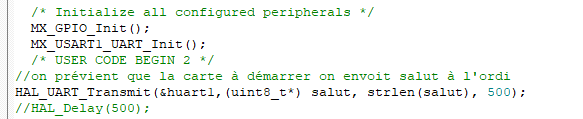 /* Initialize all configured peripherals */
MX_GPIO_Init();
MX_USART1_UART_Init();
/* USER CODE BEGIN 2 */
//on prévient que la carte à démarrer on envoit salut à l'ordi
HAL_UART_Transmit(&huart1,(uint8_t*) salut, strlen(salut), 500);
//HAL_Delay(500);